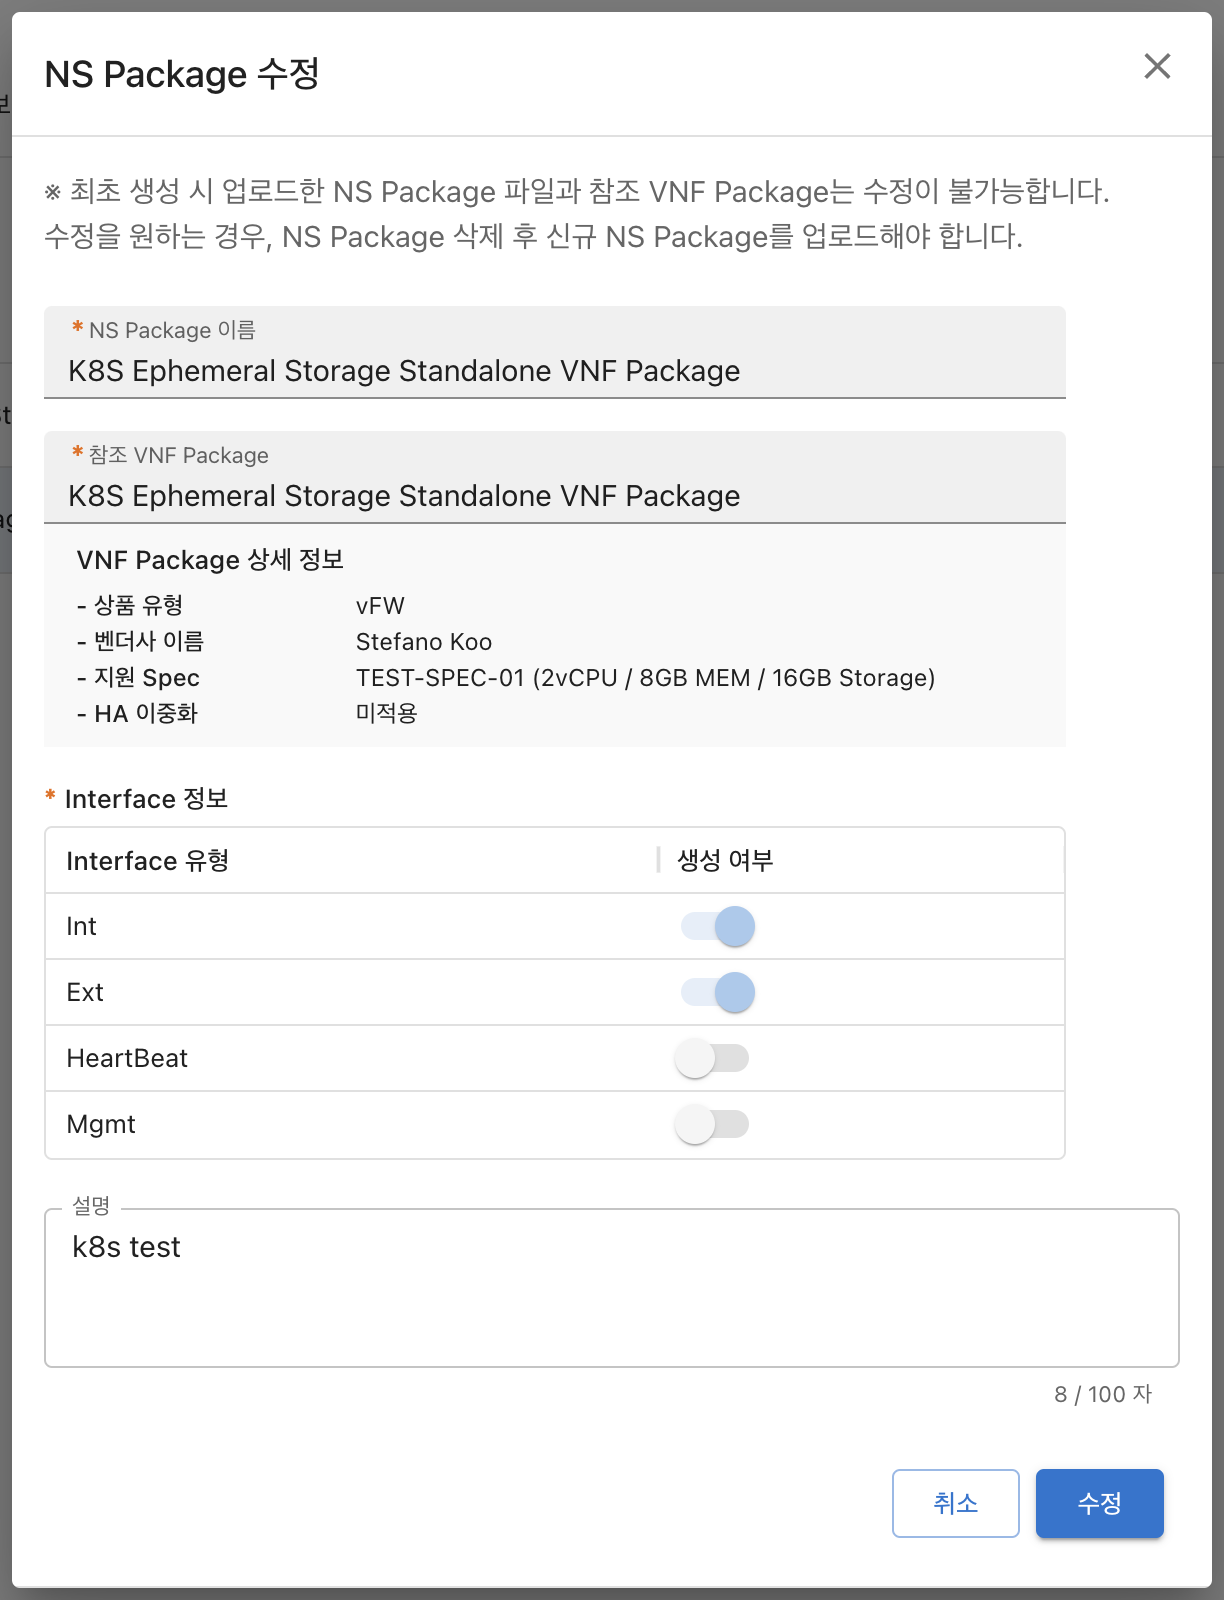 NS Package 수정
※ 최초 생성 시 업로드한 NS Package 파일과 참조 VNF Package는 수정이 불가능합니다.
수정을 원하는 경우, NS Package 삭제 후 신규 NS Package를 업로드해야 합니다.
* NS Package 이름
K8S Ephemeral Storage Standalone VNF Package
* 참조 VNF Package
K8S Ephemeral Storage Standalone VNF Package
VNF Package 상세 정보
- 상품 유형 vFW
- 벤더사 이름 Stefano Koo
- 지원 Spec TEST-SPEC-01 (2vCPU / 8GB MEM / 16GB Storage)
- HA 이중화 미적용
* Interface 정보
Interface 유형 생성 여부
Int
Ext
HeartBeat
Mgmt
설명
k8s test
8 / 100 자
취소 수정